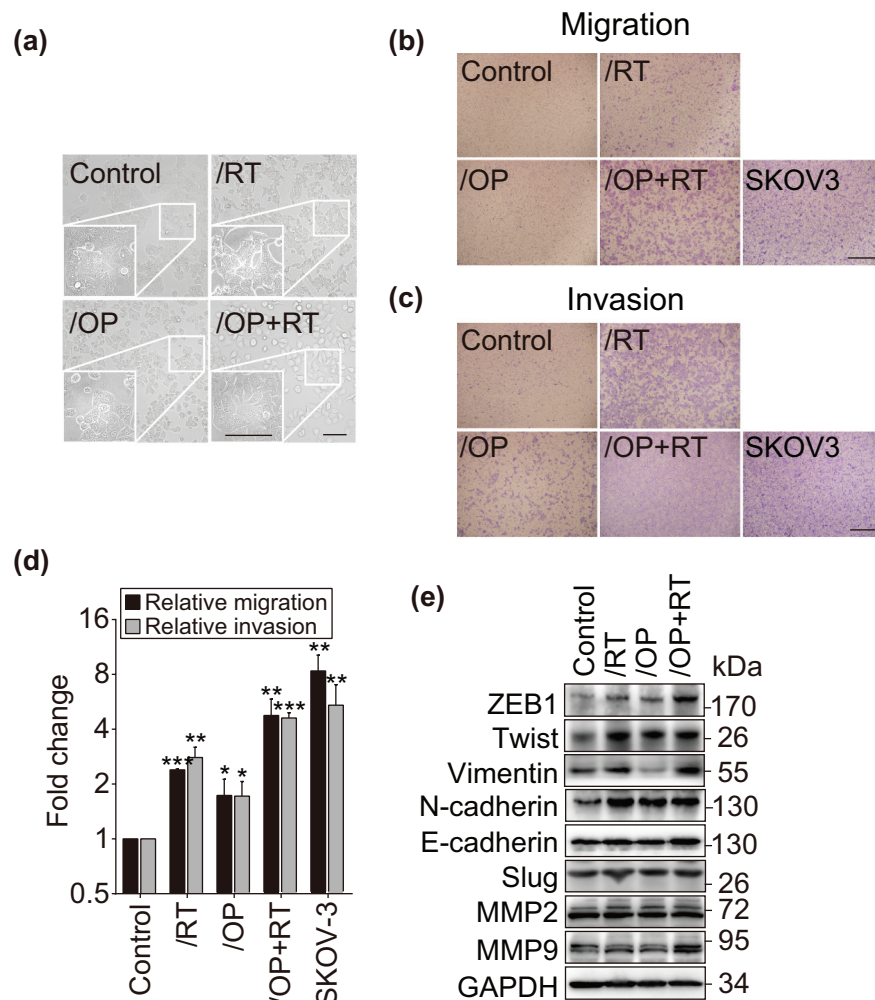 (a)
Control
/RT
/OP
/OP+RT
(b)
Migration
Control
/RT
/OP
/OP+RT
SKOV3
(c)
Invasion
Control
/RT
/OP
/OP+RT
SKOV3
(d)
Relative migration
Relative invasion
Fold change
16
8
4
2
1
0.5
***
**
*
*
**
***
**
**
Control
/RT
/OP
/OP+RT
SKOV-3
(e)
Control
/RT
/OP
/OP+RT
kDa
ZEB1
170
Twist
26
Vimentin
55
N-cadherin
130
E-cadherin
130
Slug
26
MMP2
72
MMP9
95
GAPDH
34